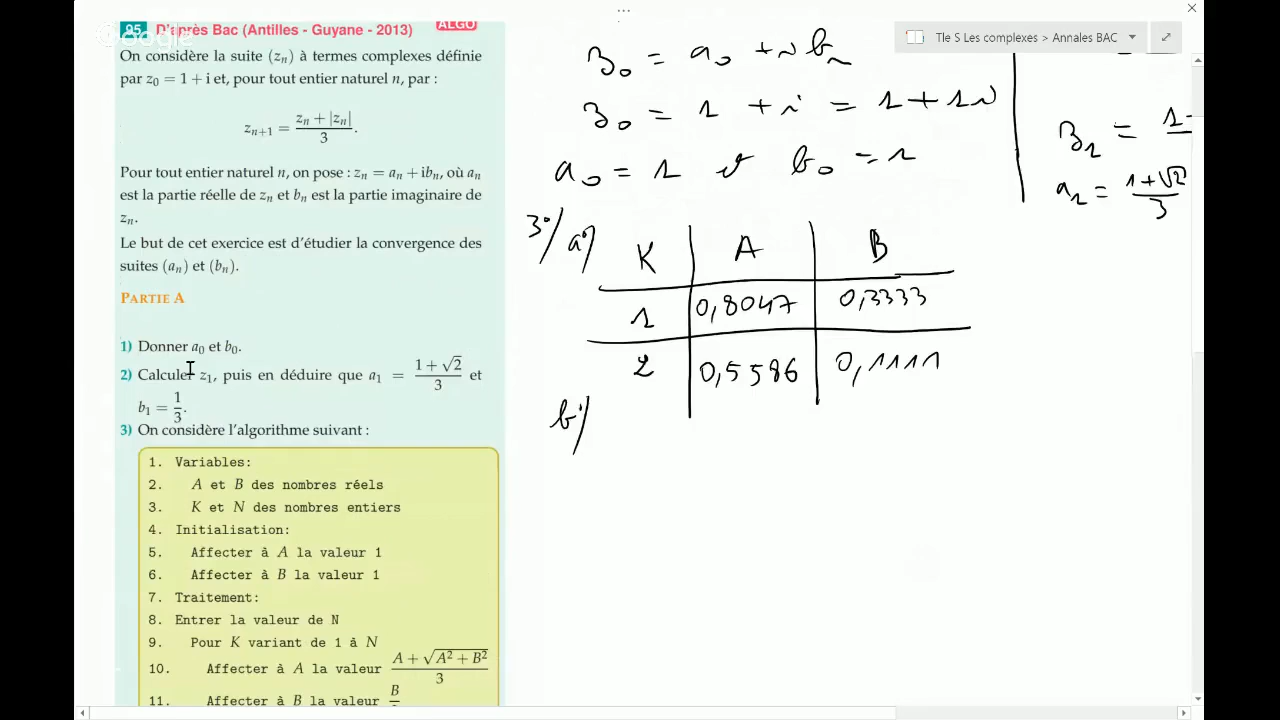 95 D'après Bac (Antilles - Guyane - 2013) ALGO
Google
On considère la suite (zₙ) à termes complexes définie
par z₀ = 1 + i et, pour tout entier naturel n, par :
zₙ₊₁ = (zₙ + |zₙ|)/3.
Pour tout entier naturel n, on pose : zₙ = aₙ + ibₙ, où aₙ
est la partie réelle de zₙ et bₙ est la partie imaginaire de
zₙ.
Le but de cet exercice est d'étudier la convergence des
suites (aₙ) et (bₙ).
PARTIE A
1) Donner a₀ et b₀.
2) Calculer z₁, puis en déduire que a₁ = (1 + √2)/3 et
b₁ = 1/3.
3) On considère l'algorithme suivant :
1. Variables:
2. A et B des nombres réels
3. K et N des nombres entiers
4. Initialisation:
5. Affecter à A la valeur 1
6. Affecter à B la valeur 1
7. Traitement:
8. Entrer la valeur de N
9. Pour K variant de 1 à N
10. Affecter à A la valeur (A + √(A² + B²))/3
11. Affecter à B la valeur B
...
Tle S Les complexes > Annales BAC
z₀ = a₀ + i b
z₀ = 1 + i = 1 + 1i
a₀ = 1 et b₀ = 1
3°/ a°/
K A B
1 0,8047 0,3333
2 0,5586 0,1111
b°/
z₁ =
a₁ = (1+√2)/3